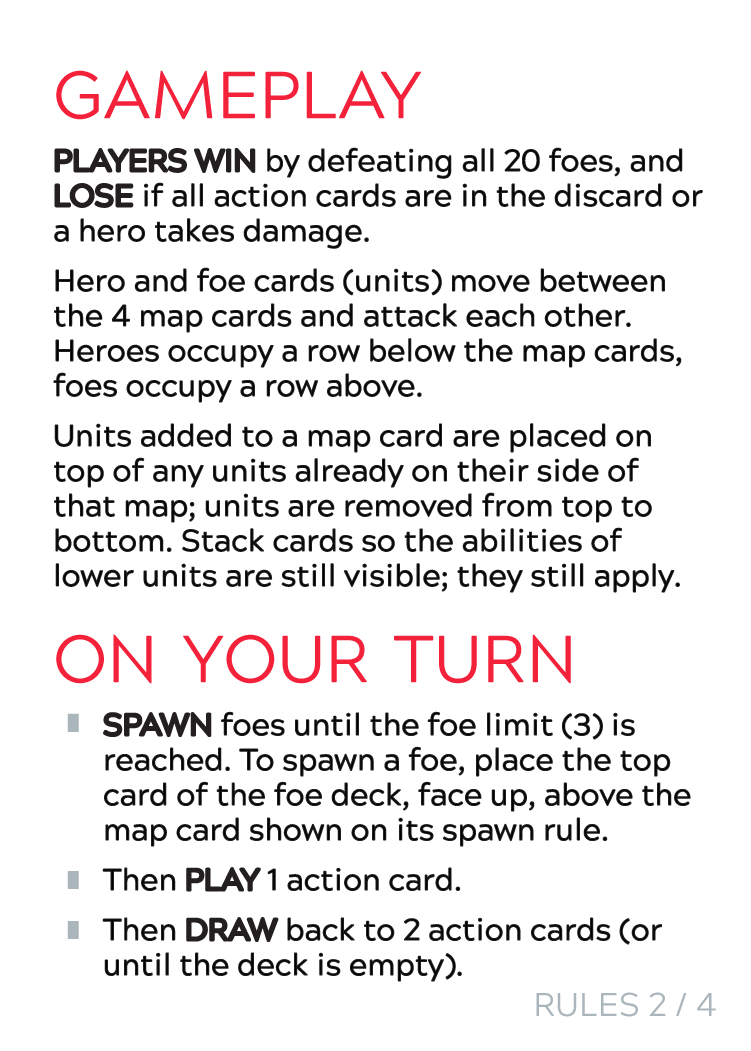 GAMEPLAY
PLAYERS WIN by defeating all 20 foes, and
LOSE if all action cards are in the discard or
a hero takes damage.
Hero and foe cards (units) move between
the 4 map cards and attack each other.
Heroes occupy a row below the map cards,
foes occupy a row above.
Units added to a map card are placed on
top of any units already on their side of
that map; units are removed from top to
bottom. Stack cards so the abilities of
lower units are still visible; they still apply.
ON YOUR TURN
SPAWN foes until the foe limit (3) is
reached. To spawn a foe, place the top
card of the foe deck, face up, above the
map card shown on its spawn rule.
Then PLAY 1 action card.
Then DRAW back to 2 action cards (or
until the deck is empty).
RULES 2 / 4